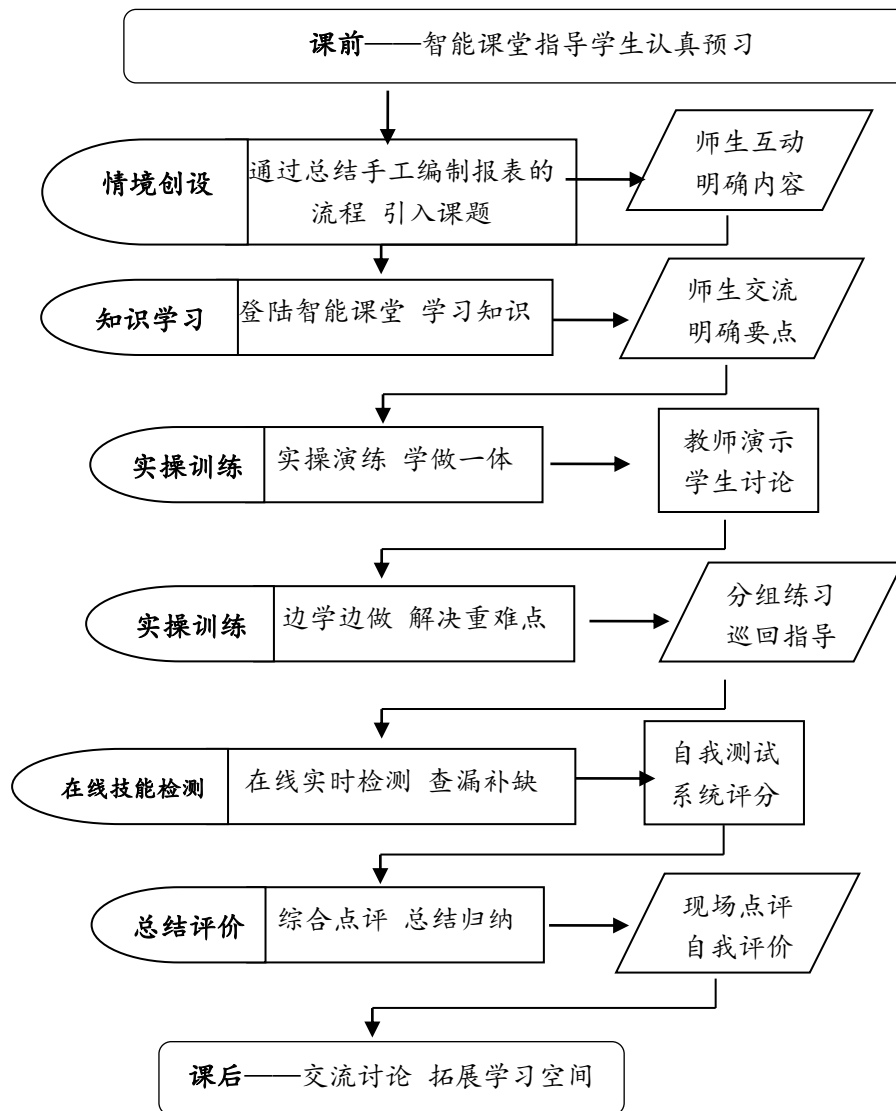 课前——智能课堂指导学生认真预习
情境创设
通过总结手工编制报表的
流程 引入课题
师生互动
明确内容
知识学习
登陆智能课堂 学习知识
师生交流
明确要点
实操训练
实操演练 学做一体
教师演示
学生讨论
实操训练
边学边做 解决重难点
分组练习
巡回指导
在线技能检测
在线实时检测 查漏补缺
自我测试
系统评分
总结评价
综合点评 总结归纳
现场点评
自我评价
课后——交流讨论 拓展学习空间